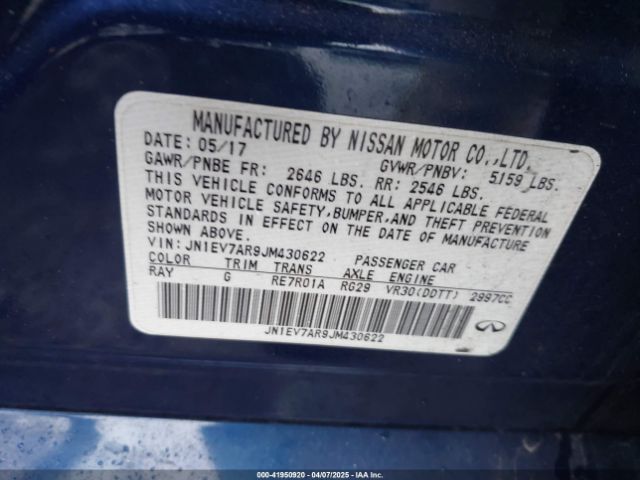 MANUFACTURED BY NISSAN MOTOR CO., LTD.
DATE: 05/17 GVWR/PNBV: 5159 LBS.
GAWR/PNBE FR: 2646 LBS. RR: 2546 LBS.
THIS VEHICLE CONFORMS TO ALL APPLICABLE FEDERAL
MOTOR VEHICLE SAFETY, BUMPER, AND THEFT PREVENTION
STANDARDS IN EFFECT ON THE DATE OF MANUFACTURE
SHOWN ABOVE.
VIN: JN1EV7AR9JM430622 PASSENGER CAR
COLOR TRIM TRANS AXLE ENGINE
RAY G RE7R01A RG29 VR30(DDTT) 2997CC
JN1EV7AR9JM430622
000-41950920 - 04/07/2025 - Copart